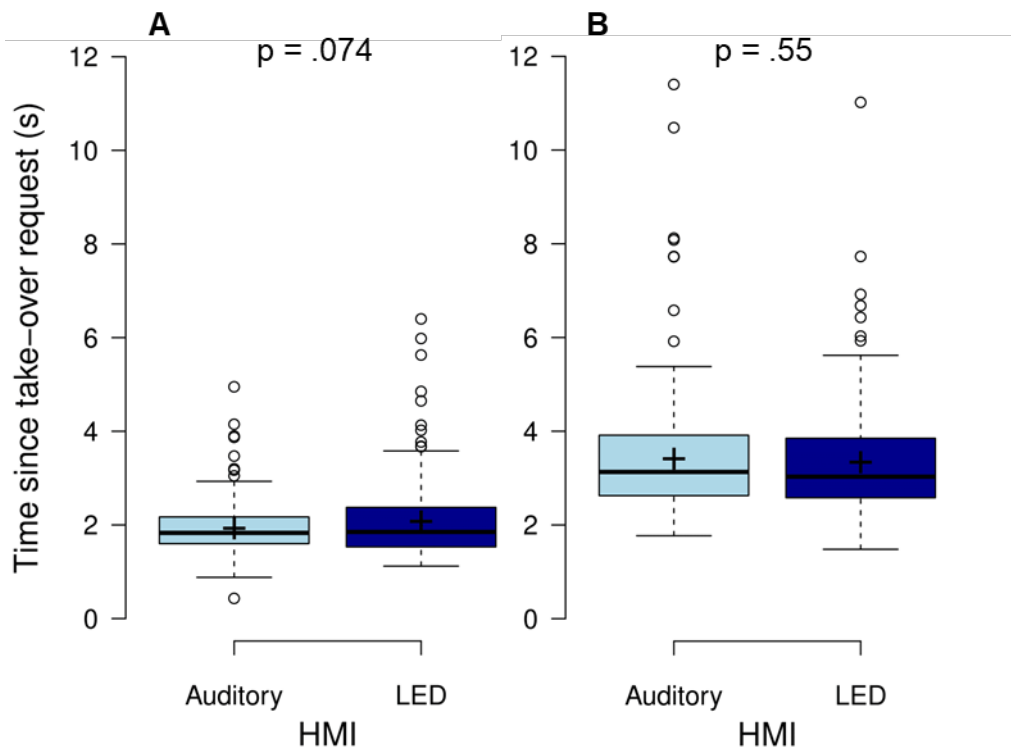 A
p = .074
12
10
8
6
4
2
0
Time since take−over request (s)
Auditory
LED
HMI
B
p = .55
12
10
8
6
4
2
0
Auditory
LED
HMI